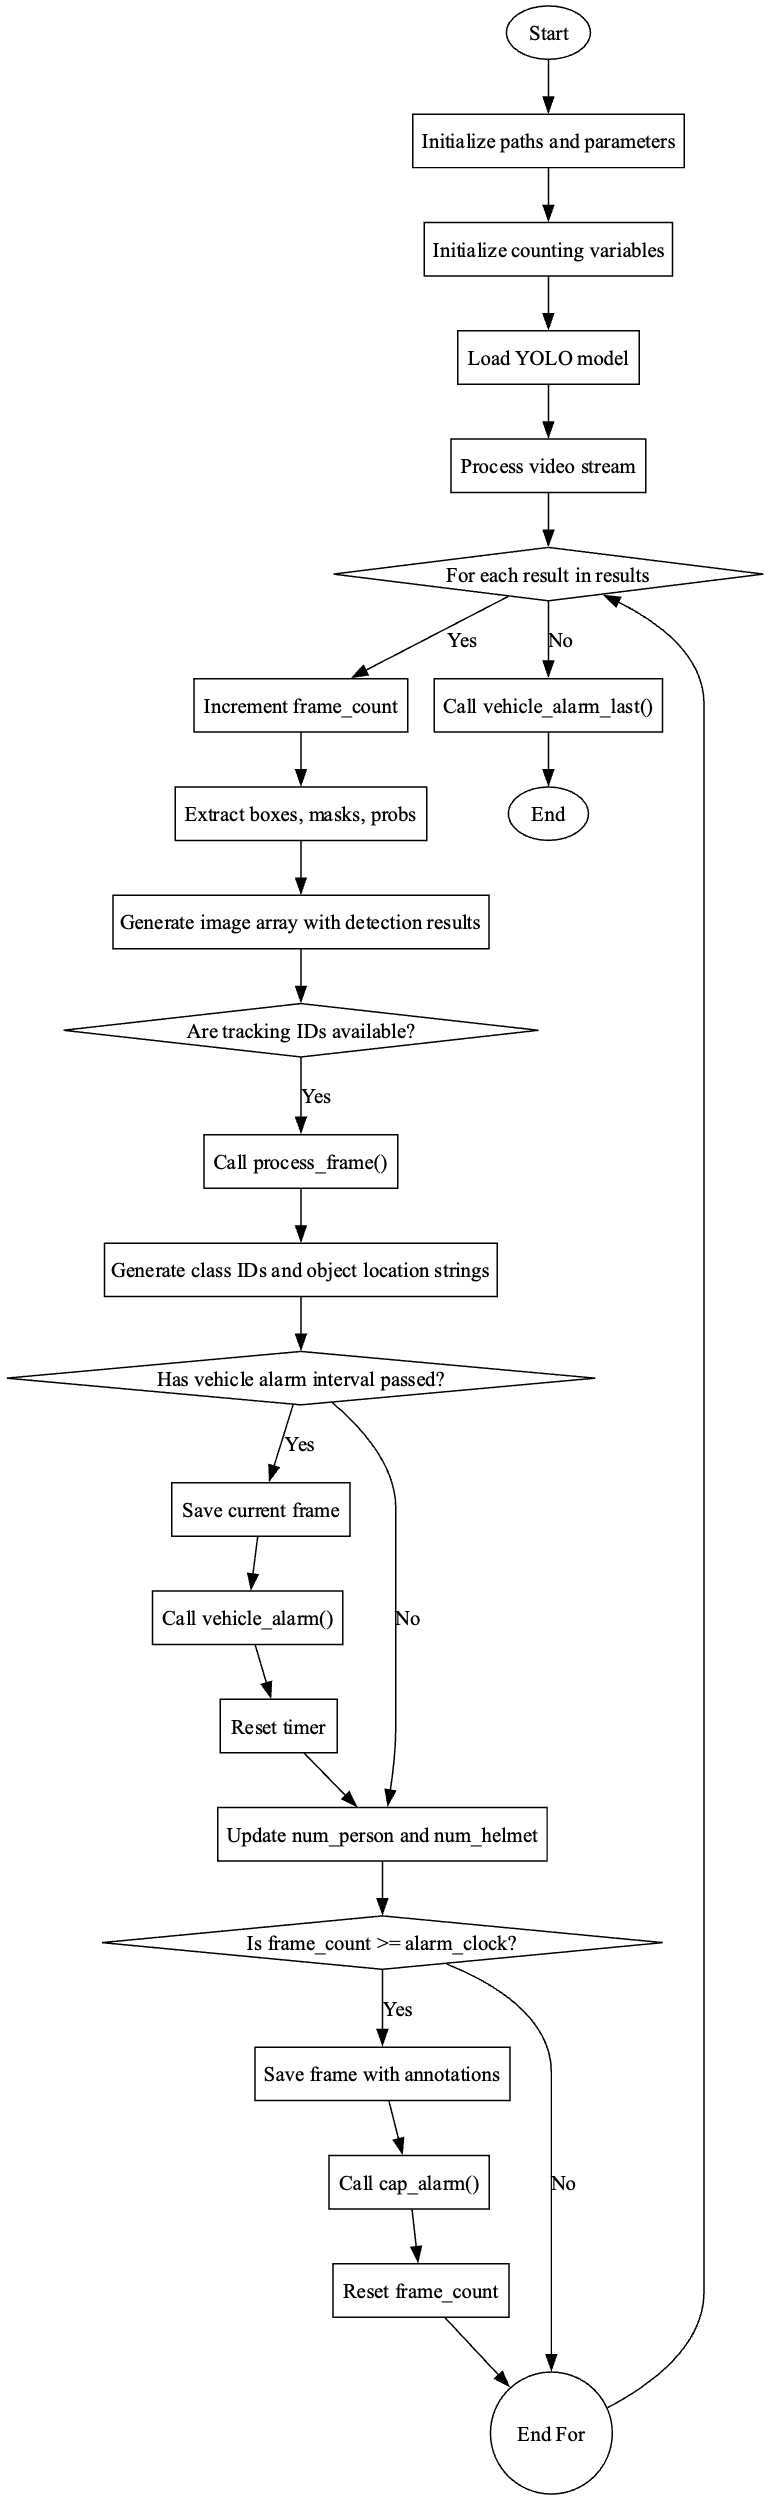 Start
Initialize paths and parameters
Initialize counting variables
Load YOLO model
Process video stream
For each result in results
Yes
No
Increment frame_count
Call vehicle_alarm_last()
Extract boxes, masks, probs
End
Generate image array with detection results
Are tracking IDs available?
Yes
Call process_frame()
Generate class IDs and object location strings
Has vehicle alarm interval passed?
Yes
Save current frame
Call vehicle_alarm()
No
Reset timer
Update num_person and num_helmet
Is frame_count >= alarm_clock?
Yes
Save frame with annotations
Call cap_alarm()
No
Reset frame_count
End For